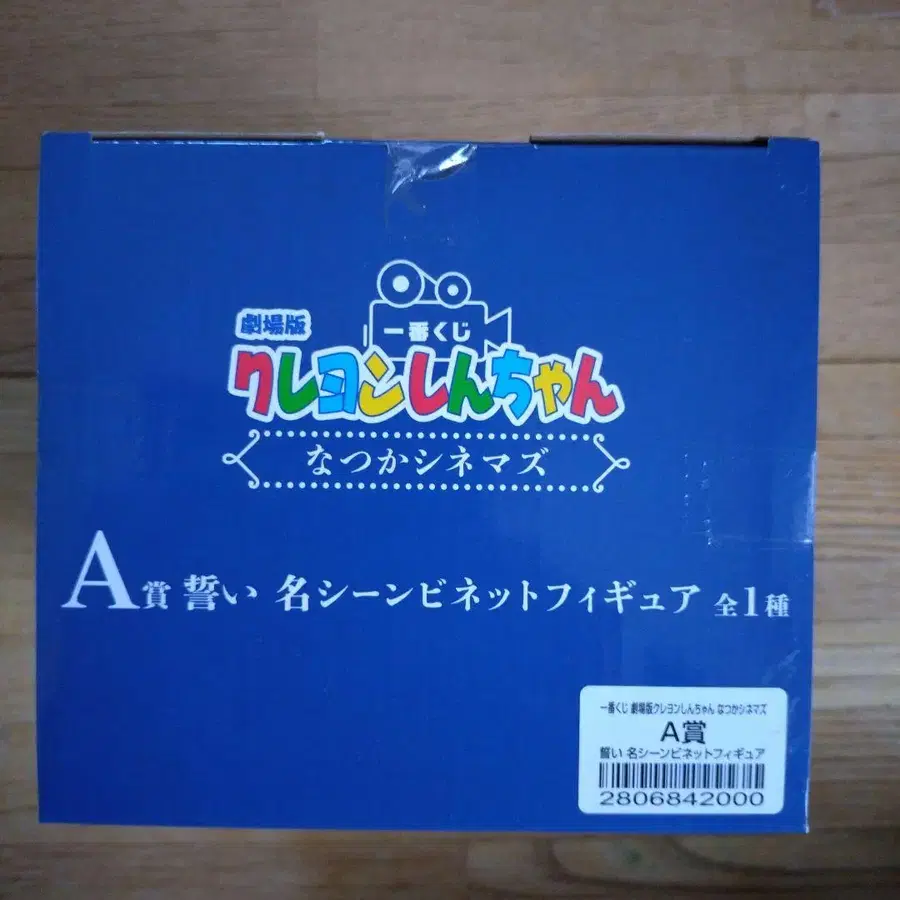 劇場版
一番くじ
クレヨンしんちゃん
なつかシネマズ
A賞 誓い 名シーンビネットフィギュア 全1種
一番くじ 劇場版クレヨンしんちゃん なつかシネマズ
A賞
誓い 名シーンビネットフィギュア
2806842000